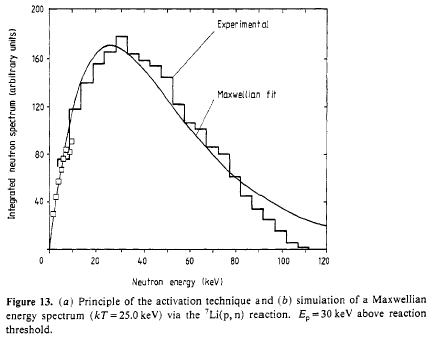 200
160
120
80
40
0
20
40
60
80
100
120
Integrated neutron spectrum (arbitrary units)
Neutron energy (keV)
Experimental
Maxwellian fit
Figure 13. (a) Principle of the activation technique and (b) simulation of a Maxwellian
energy spectrum (kT = 25.0 keV) via the ⁷Li(p, n) reaction. Eₚ = 30 keV above reaction
threshold.